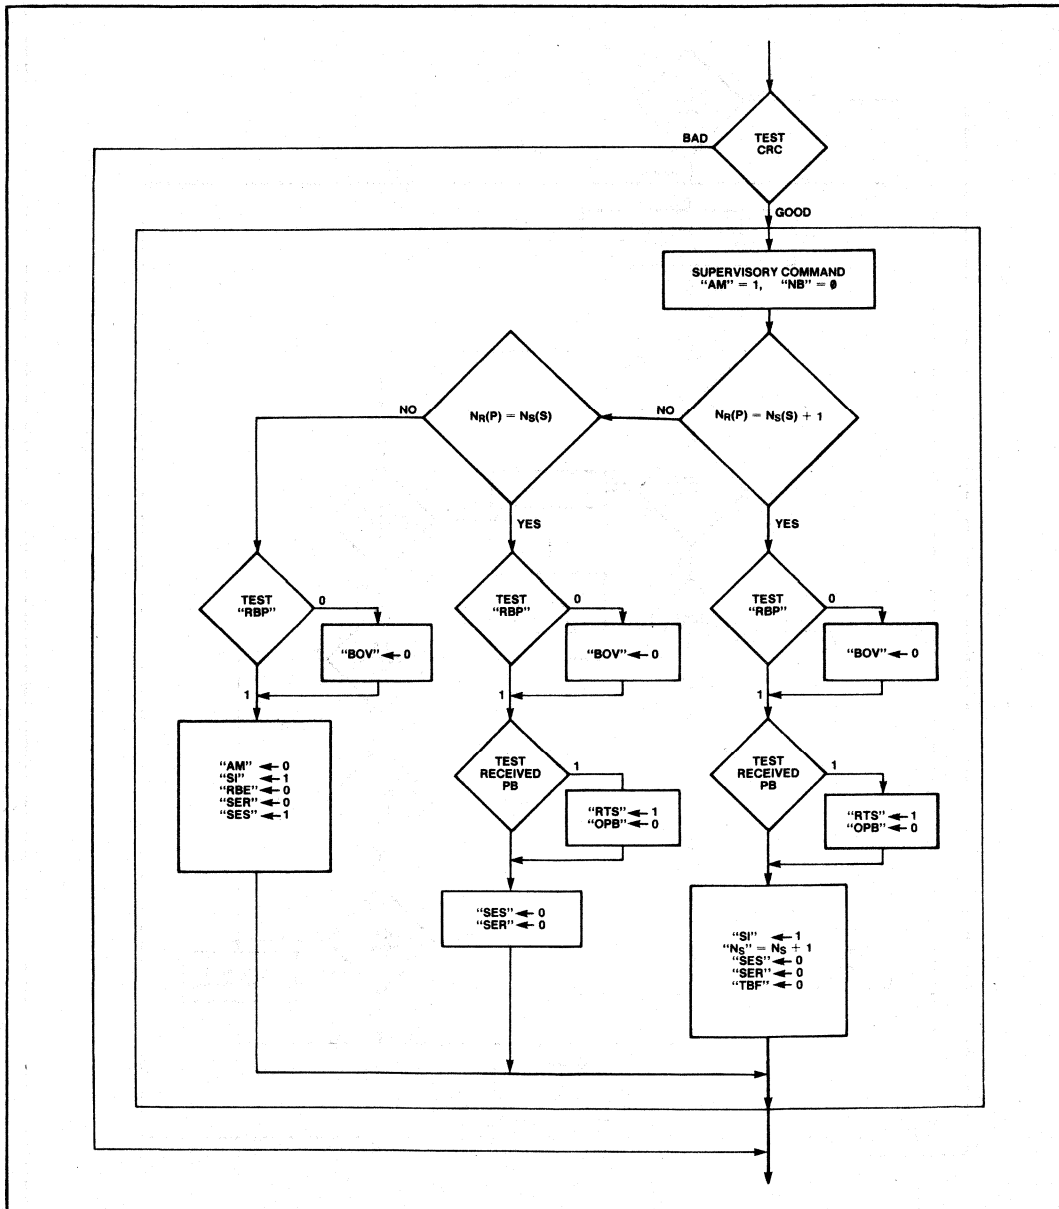 TEST
CRC
BAD
GOOD
SUPERVISORY COMMAND
“AM” = 1, “NB” = 0
NR(P) = NS(S) + 1
NO
NR(P) = NS(S)
NO
YES
YES
TEST
“RBP”
0
“BOV” ← 0
1
TEST
“RBP”
0
“BOV” ← 0
1
TEST
“RBP”
0
“BOV” ← 0
1
“AM” ← 0
“SI” ← 1
“RBE” ← 0
“SER” ← 0
“SES” ← 1
TEST
RECEIVED
PB
1
“RTS” ← 1
“OPB” ← 0
TEST
RECEIVED
PB
1
“RTS” ← 1
“OPB” ← 0
“SES” ← 0
“SER” ← 0
“SI” ← 1
“NS” = NS + 1
“SES” ← 0
“SER” ← 0
“TBF” ← 0